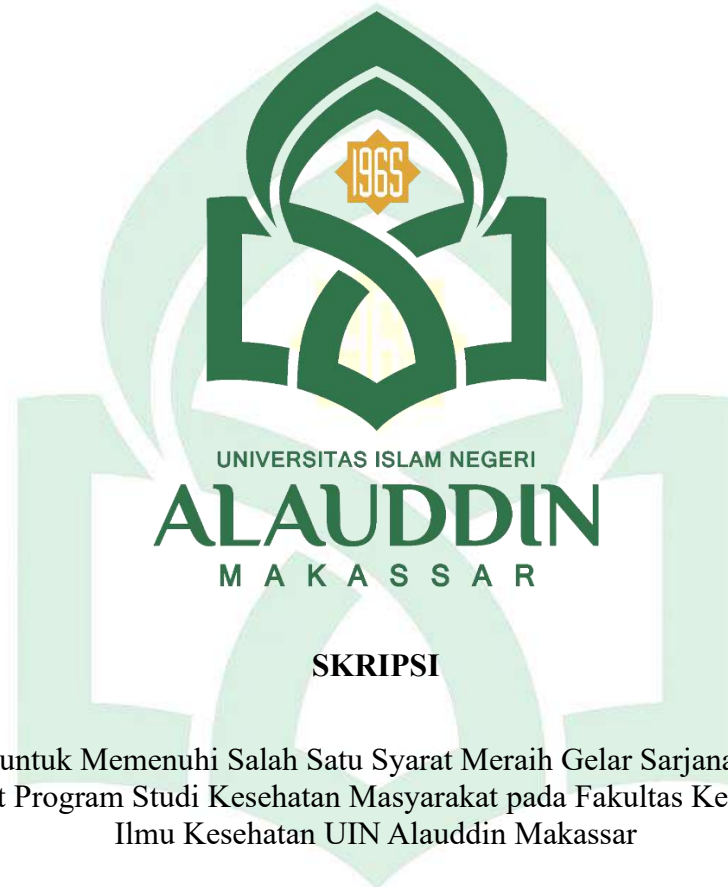 1965
UNIVERSITAS ISLAM NEGERI
ALAUDDIN
MAKASSAR
SKRIPSI
untuk Memenuhi Salah Satu Syarat Meraih Gelar Sarjana
t Program Studi Kesehatan Masyarakat pada Fakultas Ke
Ilmu Kesehatan UIN Alauddin Makassar